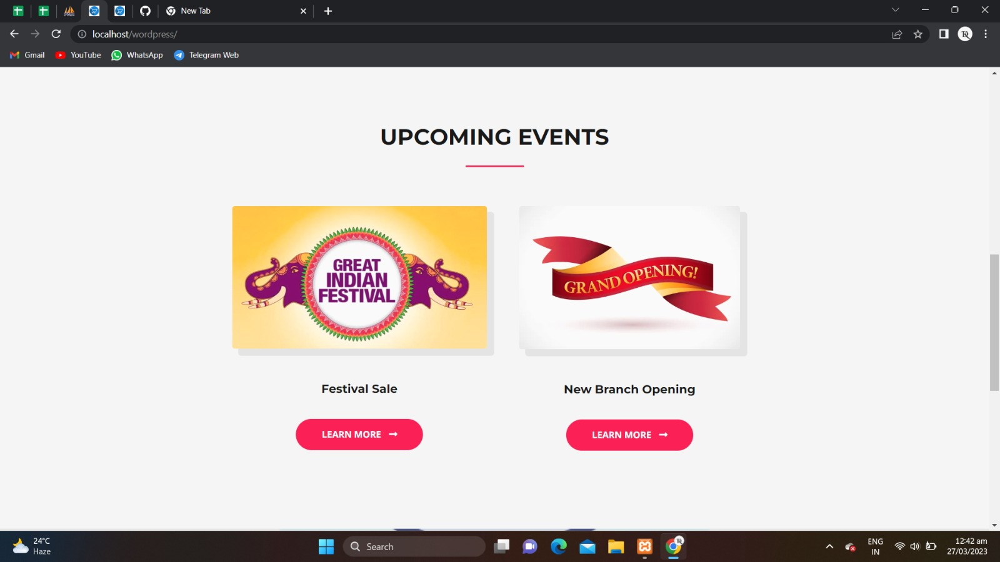 New Tab
localhost/wordpress/
Gmail
YouTube
WhatsApp
Telegram Web
UPCOMING EVENTS
GREAT
INDIAN
FESTIVAL
GRAND OPENING!
Festival Sale
New Branch Opening
LEARN MORE
LEARN MORE
24°C
Haze
Search
ENG
IN
12:42 am
27/03/2023